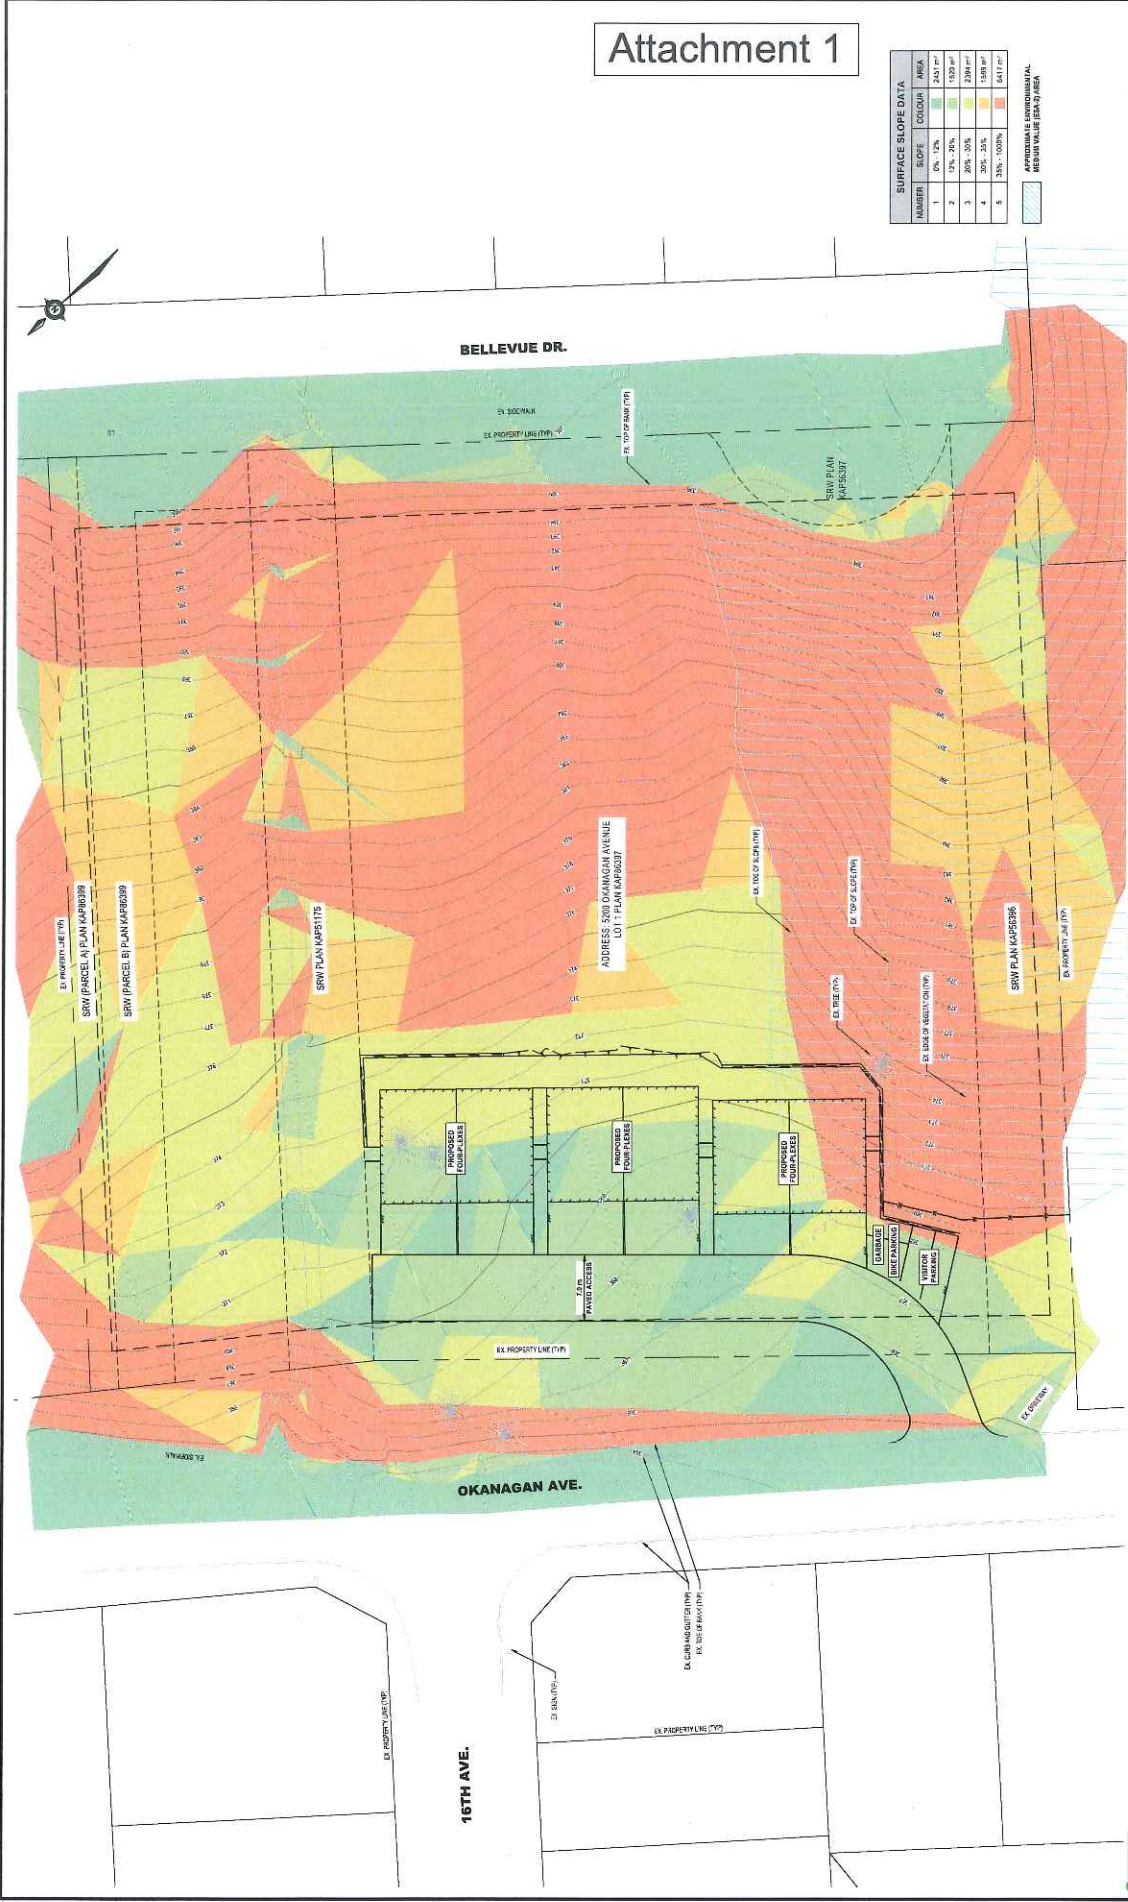 Attachment 1
SURFACE SLOPE DATA
NUMBER SLOPE COLOUR AREA
1 0% - 12% 2451 m²
2 12% - 20% 1520 m²
3 20% - 30% 2394 m²
4 30% - 35% 1599 m²
5 35% - 1000% 6417 m²
APPROXIMATE ENVIRONMENTAL
MEDIUM VALUE (ESA-2) AREA
BELLEVUE DR.
EX. SIDEWALK
EX. PROPERTY LINE (TYP)
EX. TOP OF BANK (TYP)
SRW PLAN
KAP56397
EX. PROPERTY LINE (TYP)
SRW (PARCEL A) PLAN KAP86399
SRW (PARCEL B) PLAN KAP86399
SRW PLAN KAP51175
ADDRESS: 5200 OKANAGAN AVENUE
LOT 1 PLAN KAP86397
EX. TOE OF SLOPE (TYP)
EX. TOP OF SLOPE (TYP)
EX. TREE (TYP)
EX. EDGE OF VEGETATION (TYP)
SRW PLAN KAP56396
EX. PROPERTY LINE (TYP)
PROPOSED
FOUR-PLEXES
PROPOSED
FOUR-PLEXES
PROPOSED
FOUR-PLEXES
GARBAGE
BIKE PARKING
VISITOR
PARKING
7.0 m
PAVED ACCESS
EX. PROPERTY LINE (TYP)
EX. DRIVEWAY
EX. SIDEWALK
OKANAGAN AVE.
EX. CURB AND GUTTER (TYP)
EX. TOE OF BANK (TYP)
EX. SIGN (TYP)
EX. PROPERTY LINE (TYP)
EX. PROPERTY LINE (TYP)
16TH AVE.